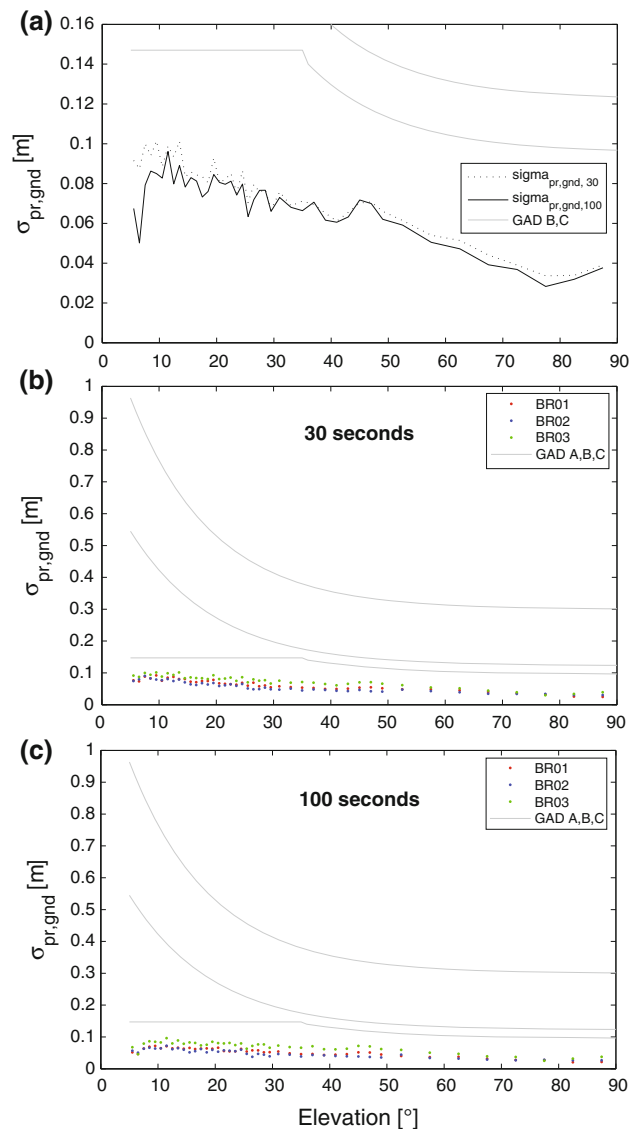 (a)
0.16
0.14
0.12
0.1
0.08
0.06
0.04
0.02
0
σpr,gnd [m]
sigma pr,gnd, 30
sigma pr,gnd,100
GAD B,C
0 10 20 30 40 50 60 70 80 90
(b)
1
0.9
0.8
0.7
0.6
0.5
0.4
0.3
0.2
0.1
0
σpr,gnd [m]
30 seconds
BR01
BR02
BR03
GAD A,B,C
0 10 20 30 40 50 60 70 80 90
(c)
1
0.9
0.8
0.7
0.6
0.5
0.4
0.3
0.2
0.1
0
σpr,gnd [m]
100 seconds
BR01
BR02
BR03
GAD A,B,C
0 10 20 30 40 50 60 70 80 90
Elevation [°]